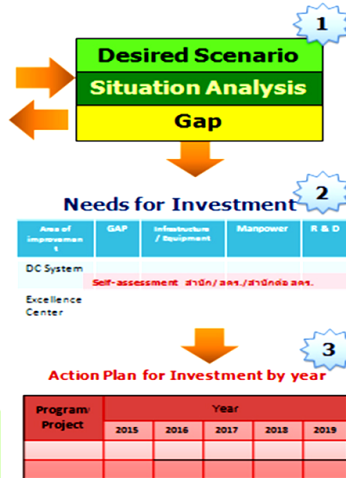 1
Desired Scenario
Situation Analysis
Gap
2
Needs for Investment
Area of improvement GAP Infrastructure / Equipment Manpower R & D
DC System
Self-assessment สำนัก/ สคร./สำนักต่อ สคร.
Excellence
Center
3
Action Plan for Investment by year
Program/ Project Year
2015 2016 2017 2018 2019